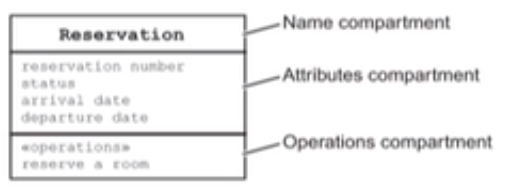 Reservation
reservation number
status
arrival date
departure date
«operations»
reserve a room
Name compartment
Attributes compartment
Operations compartment